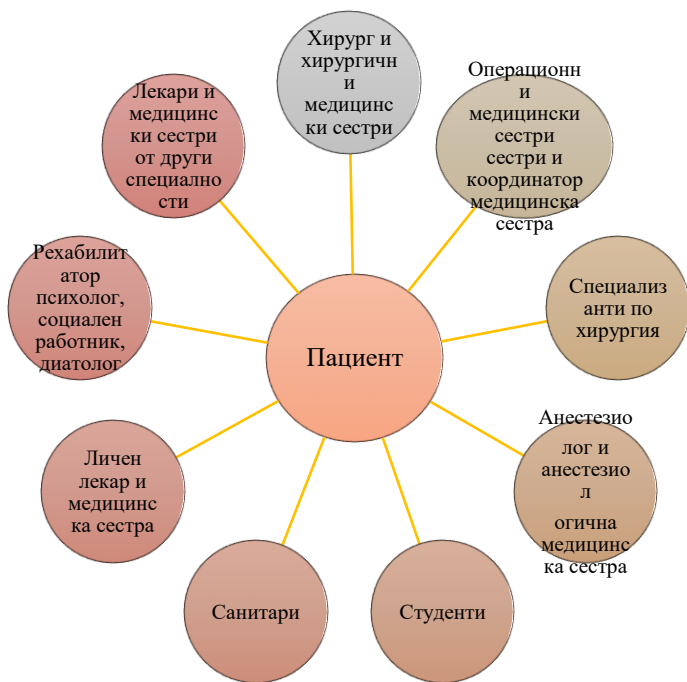 Хирург и
хирургичн
и
медицинс
ки сестри
Операционн
и
медицински
сестри
сестри и
координатор
медицинска
сестра
Специализ
анти по
хирургия
Анестезио
лог и
анестезио
л
огична
медицинс
ка сестра
Студенти
Санитари
Личен
лекар и
медицинс
ка сестра
Рехабилит
атор
психолог,
социален
работник,
диатолог
Лекари и
медицинс
ки сестри
от други
специално
сти
Пациент